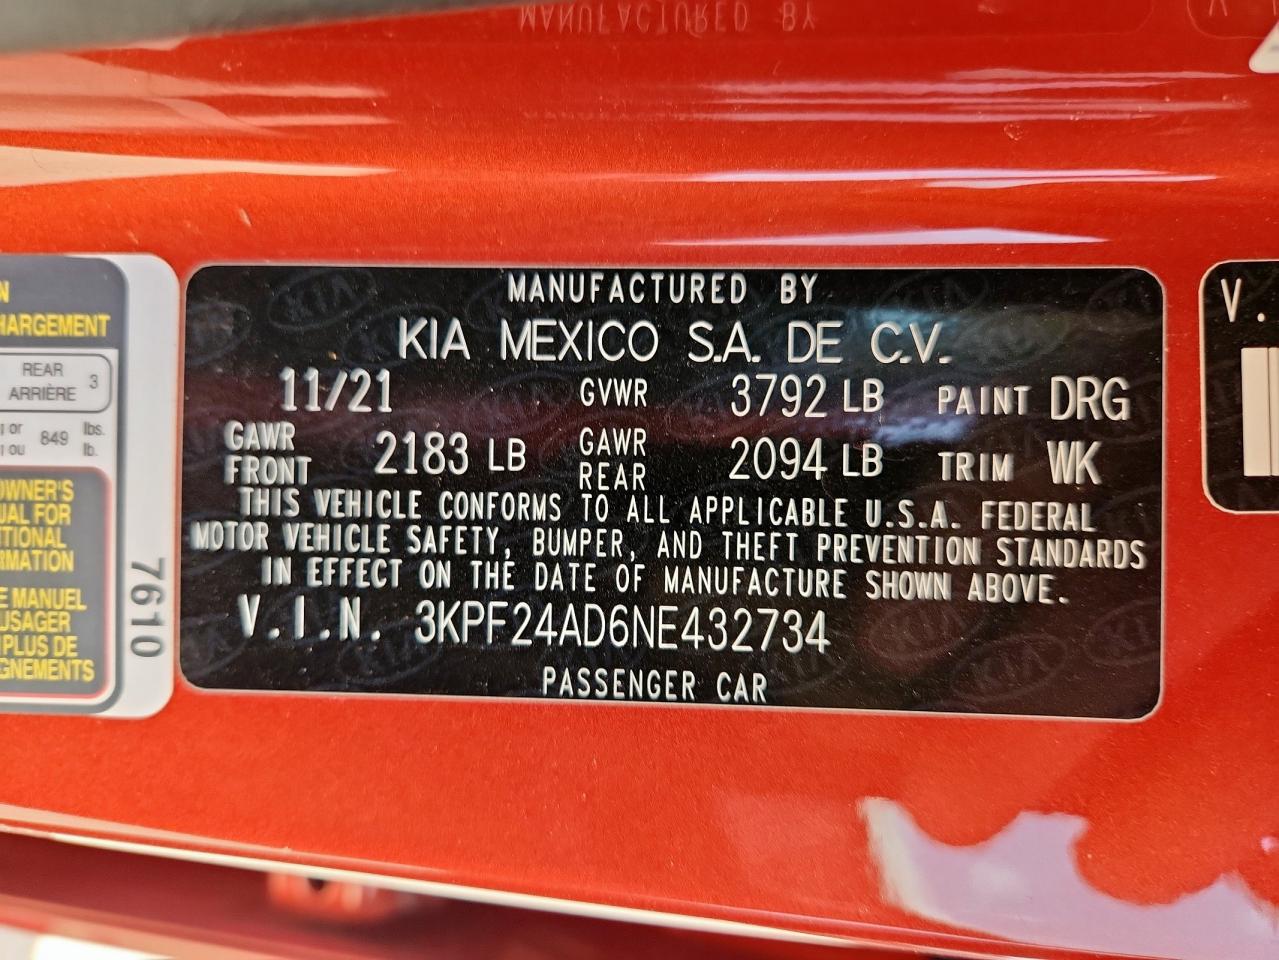 MANUFACTURED BY
KIA MEXICO S.A. DE C.V.
11/21 GVWR 3792 LB PAINT DRG
GAWR FRONT 2183 LB GAWR REAR 2094 LB TRIM WK
THIS VEHICLE CONFORMS TO ALL APPLICABLE U.S.A. FEDERAL
MOTOR VEHICLE SAFETY, BUMPER, AND THEFT PREVENTION STANDARDS
IN EFFECT ON THE DATE OF MANUFACTURE SHOWN ABOVE.
V.I.N. 3KPF24AD6NE432734
PASSENGER CAR
HARGEMENT
REAR
ARRIÈRE 3
or
ou 849 lbs.
lb.
OWNER'S
UAL FOR
ITIONAL
RMATION
E MANUEL
USAGER
PLUS DE
GNEMENTS
7610
V.
MANUFACTURED BY